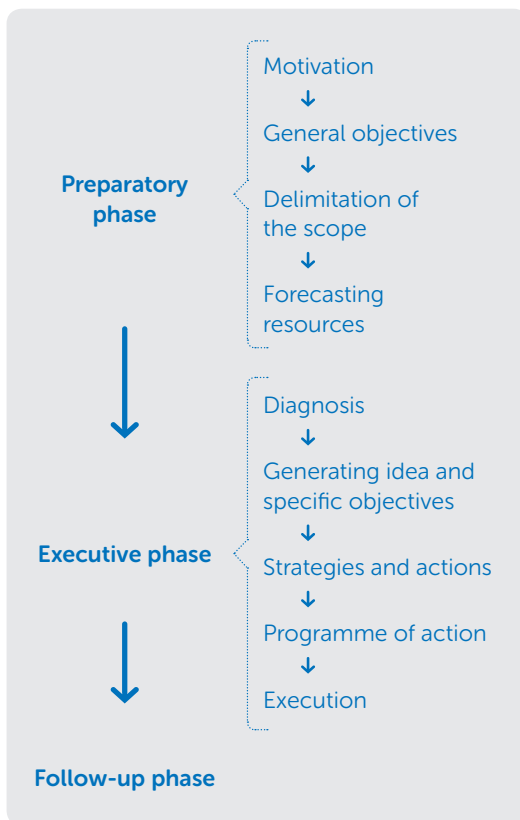 Preparatory
phase
Motivation
General objectives
Delimitation of
the scope
Forecasting
resources
Executive phase
Diagnosis
Generating idea and
specific objectives
Strategies and actions
Programme of action
Execution
Follow-up phase